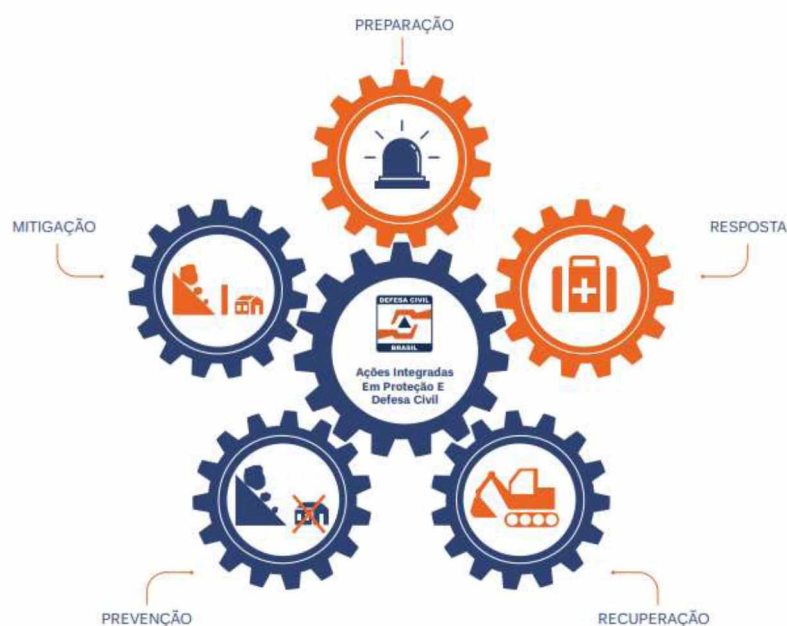 PREPARAÇÃO
MITIGAÇÃO
RESPOSTA
DEFESA CIVIL
BRASIL
Ações Integradas
Em Proteção E
Defesa Civil
PREVENÇÃO
RECUPERAÇÃO